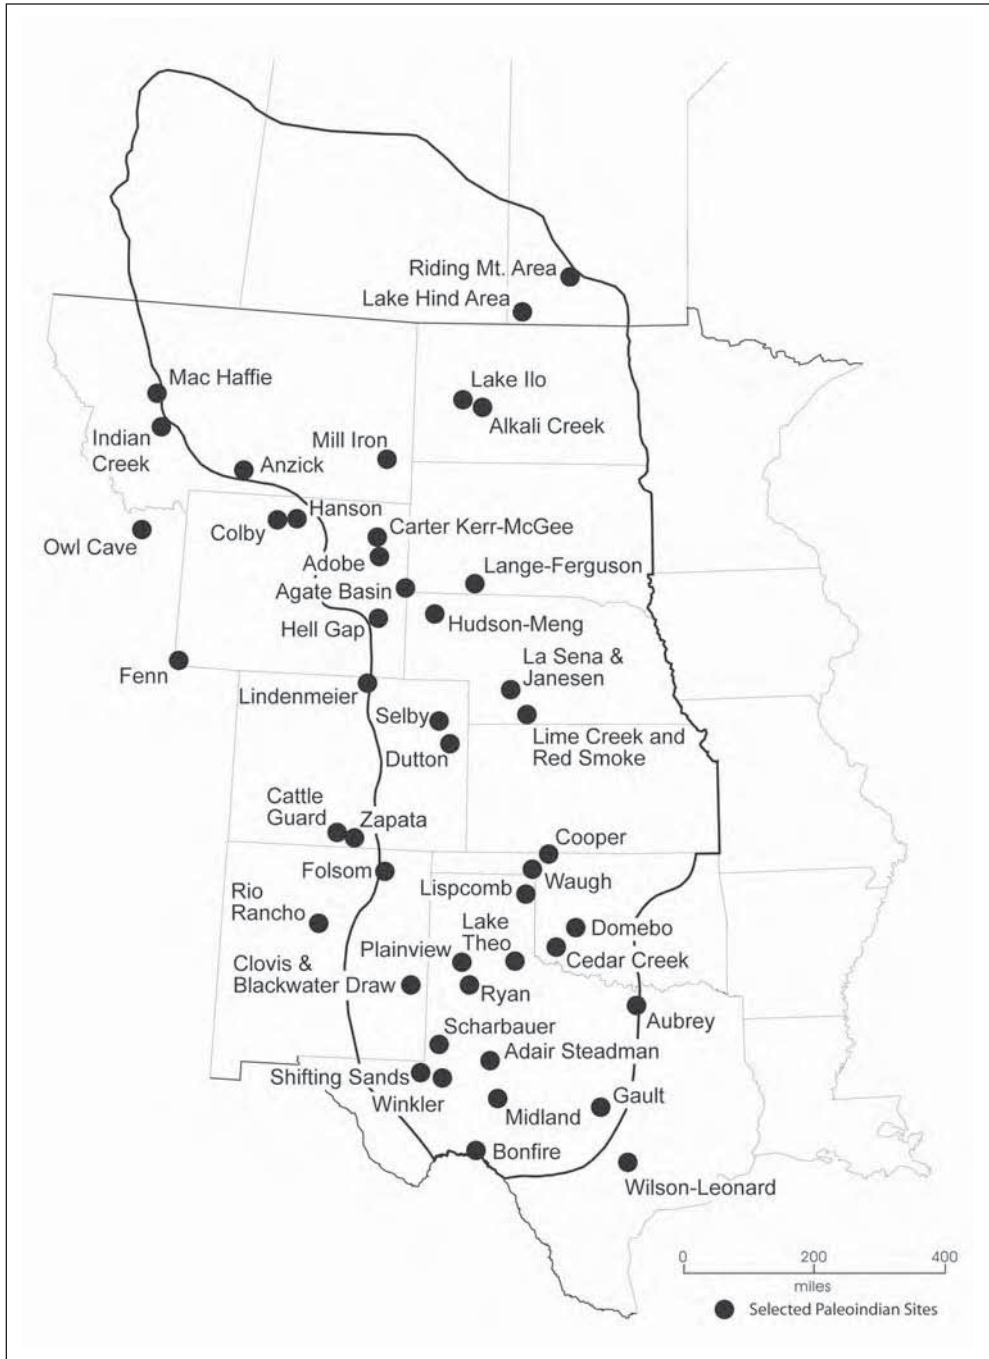 Riding Mt. Area
Lake Hind Area
Mac Haffie
Lake Ilo
Alkali Creek
Indian
Creek
Mill Iron
Anzick
Hanson
Colby
Owl Cave
Carter Kerr-McGee
Adobe
Lange-Ferguson
Agate Basin
Hell Gap
Hudson-Meng
Fenn
La Sena &
Janesen
Lindenmeier
Selby
Lime Creek and
Red Smoke
Dutton
Cattle
Guard
Zapata
Cooper
Folsom
Waugh
Lispcomb
Rio
Rancho
Lake
Theo
Domebo
Plainview
Cedar Creek
Clovis &
Blackwater Draw
Ryan
Aubrey
Scharbauer
Adair Steadman
Shifting Sands
Winkler
Midland
Gault
Bonfire
Wilson-Leonard
0 200 400
miles
Selected Paleoindian Sites